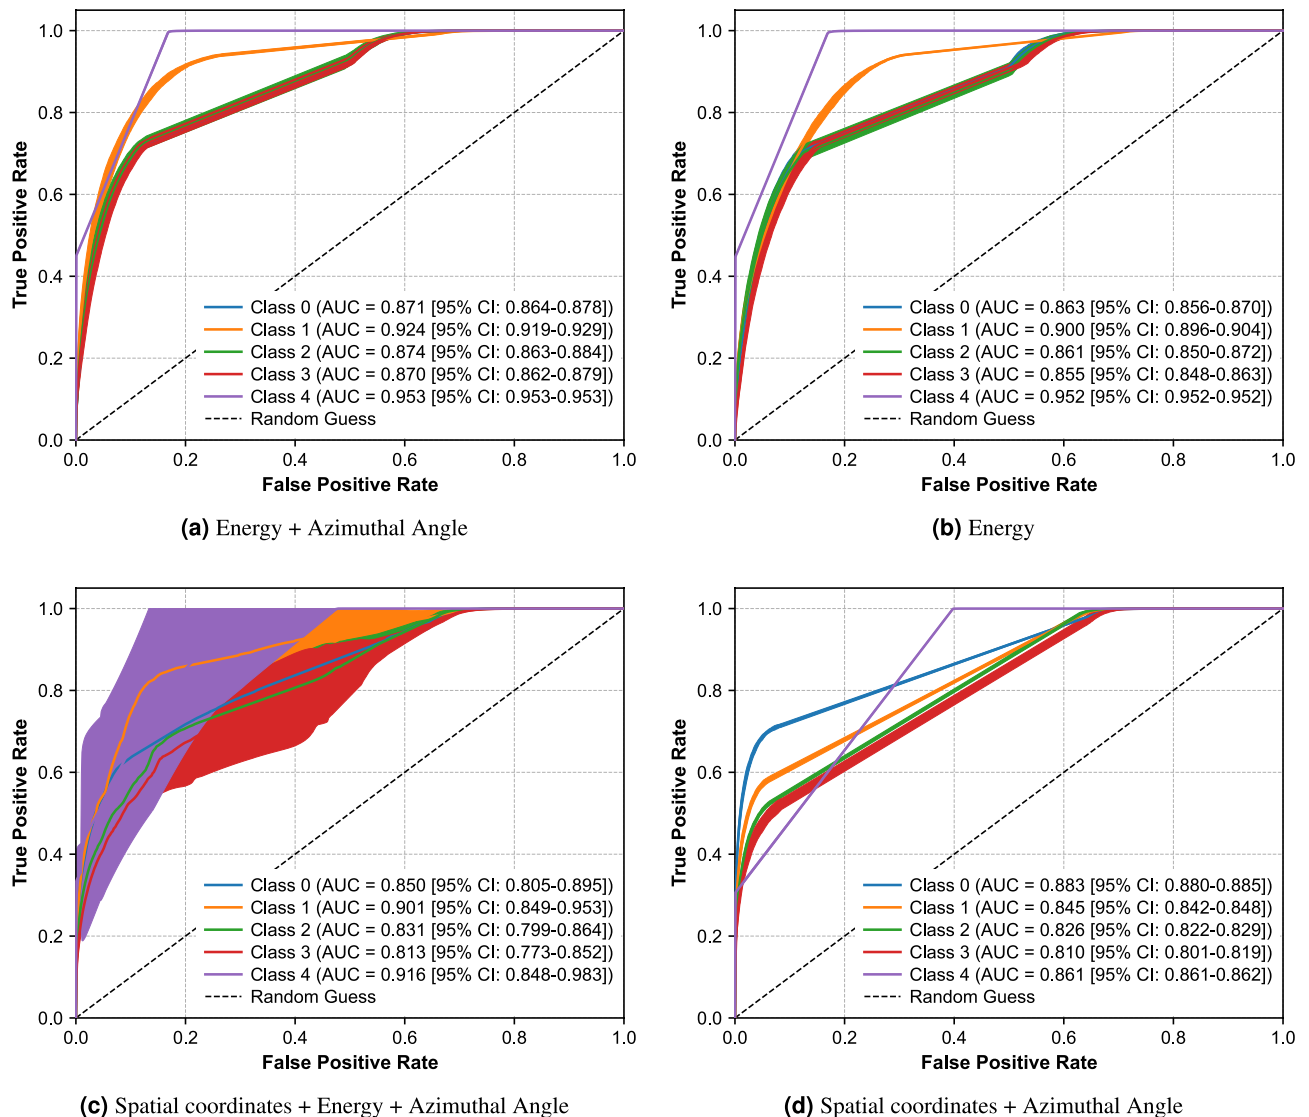 1.0
0.8
0.6
0.4
0.2
0.0
True Positive Rate
Class 0 (AUC = 0.871 [95% CI: 0.864-0.878])
Class 1 (AUC = 0.924 [95% CI: 0.919-0.929])
Class 2 (AUC = 0.874 [95% CI: 0.863-0.884])
Class 3 (AUC = 0.870 [95% CI: 0.862-0.879])
Class 4 (AUC = 0.953 [95% CI: 0.953-0.953])
Random Guess
0.0 0.2 0.4 0.6 0.8 1.0
False Positive Rate
(a) Energy + Azimuthal Angle
1.0
0.8
0.6
0.4
0.2
0.0
True Positive Rate
Class 0 (AUC = 0.863 [95% CI: 0.856-0.870])
Class 1 (AUC = 0.900 [95% CI: 0.896-0.904])
Class 2 (AUC = 0.861 [95% CI: 0.850-0.872])
Class 3 (AUC = 0.855 [95% CI: 0.848-0.863])
Class 4 (AUC = 0.952 [95% CI: 0.952-0.952])
Random Guess
0.0 0.2 0.4 0.6 0.8 1.0
False Positive Rate
(b) Energy
1.0
0.8
0.6
0.4
0.2
0.0
True Positive Rate
Class 0 (AUC = 0.850 [95% CI: 0.805-0.895])
Class 1 (AUC = 0.901 [95% CI: 0.849-0.953])
Class 2 (AUC = 0.831 [95% CI: 0.799-0.864])
Class 3 (AUC = 0.813 [95% CI: 0.773-0.852])
Class 4 (AUC = 0.916 [95% CI: 0.848-0.983])
Random Guess
0.0 0.2 0.4 0.6 0.8 1.0
False Positive Rate
(c) Spatial coordinates + Energy + Azimuthal Angle
1.0
0.8
0.6
0.4
0.2
0.0
True Positive Rate
Class 0 (AUC = 0.883 [95% CI: 0.880-0.885])
Class 1 (AUC = 0.845 [95% CI: 0.842-0.848])
Class 2 (AUC = 0.826 [95% CI: 0.822-0.829])
Class 3 (AUC = 0.810 [95% CI: 0.801-0.819])
Class 4 (AUC = 0.861 [95% CI: 0.861-0.862])
Random Guess
0.0 0.2 0.4 0.6 0.8 1.0
False Positive Rate
(d) Spatial coordinates + Azimuthal Angle